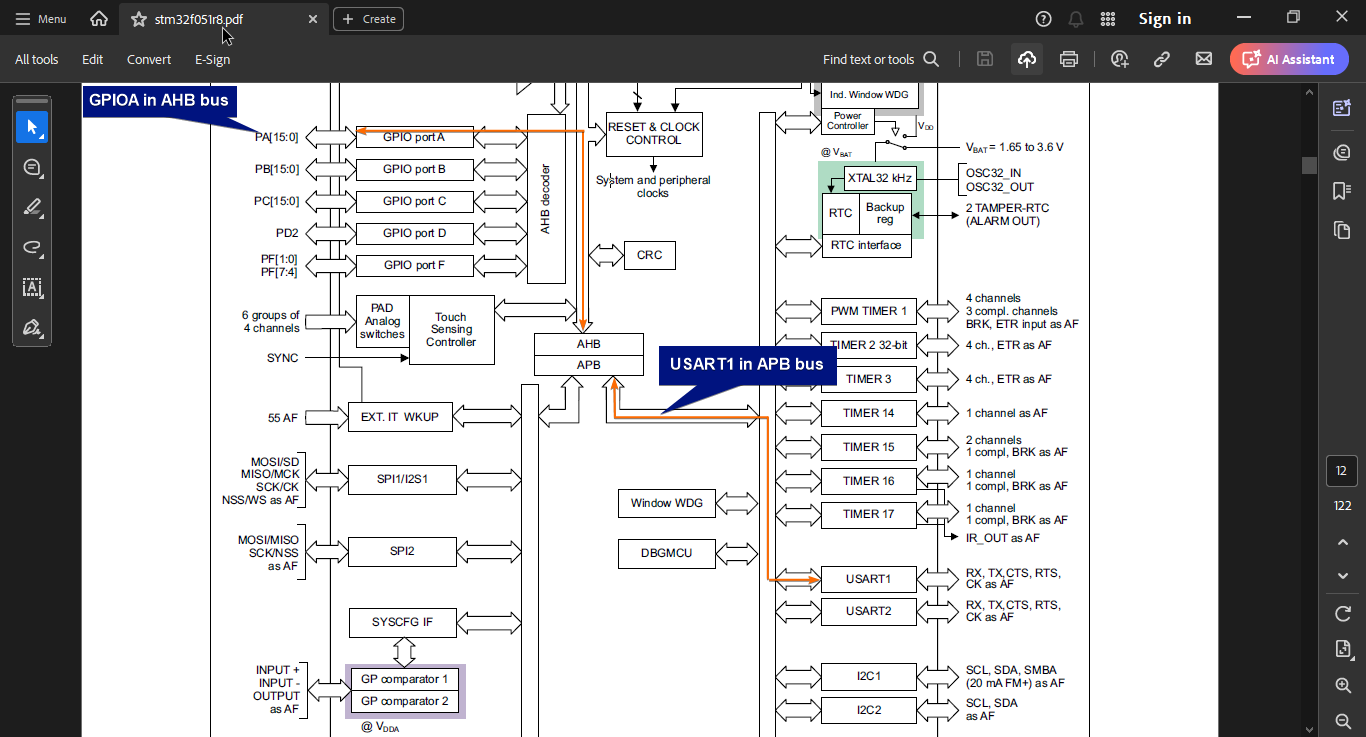 Menu
stm32f051r8.pdf
Create
Sign in
All tools
Edit
Convert
E-Sign
Find text or tools
AI Assistant
GPIOA in AHB bus
PA[15:0]
GPIO port A
PB[15:0]
GPIO port B
PC[15:0]
GPIO port C
PD2
GPIO port D
PF[1:0]
PF[7:4]
GPIO port F
AHB decoder
RESET & CLOCK
CONTROL
System and peripheral
clocks
CRC
6 groups of
4 channels
PAD
Analog
switches
Touch
Sensing
Controller
SYNC
AHB
APB
USART1 in APB bus
55 AF
EXT. IT WKUP
MOSI/SD
MISO/MCK
SCK/CK
NSS/WS as AF
SPI1/I2S1
MOSI/MISO
SCK/NSS
as AF
SPI2
Window WDG
DBGMCU
SYSCFG IF
INPUT +
INPUT -
OUTPUT
as AF
GP comparator 1
GP comparator 2
@ VDDA
Ind. Window WDG
Power
Controller
VDD
@ VBAT
VBAT = 1.65 to 3.6 V
XTAL32 kHz
OSC32_IN
OSC32_OUT
RTC
Backup
reg
2 TAMPER-RTC
(ALARM OUT)
RTC interface
PWM TIMER 1
4 channels
3 compl. channels
BRK, ETR input as AF
TIMER 2 32-bit
4 ch., ETR as AF
TIMER 3
4 ch., ETR as AF
TIMER 14
1 channel as AF
TIMER 15
2 channels
1 compl, BRK as AF
TIMER 16
1 channel
1 compl, BRK as AF
TIMER 17
1 channel
1 compl, BRK as AF
IR_OUT as AF
USART1
RX, TX,CTS, RTS,
CK as AF
USART2
RX, TX,CTS, RTS,
CK as AF
I2C1
SCL, SDA, SMBA
(20 mA FM+) as AF
I2C2
SCL, SDA
as AF
12
122